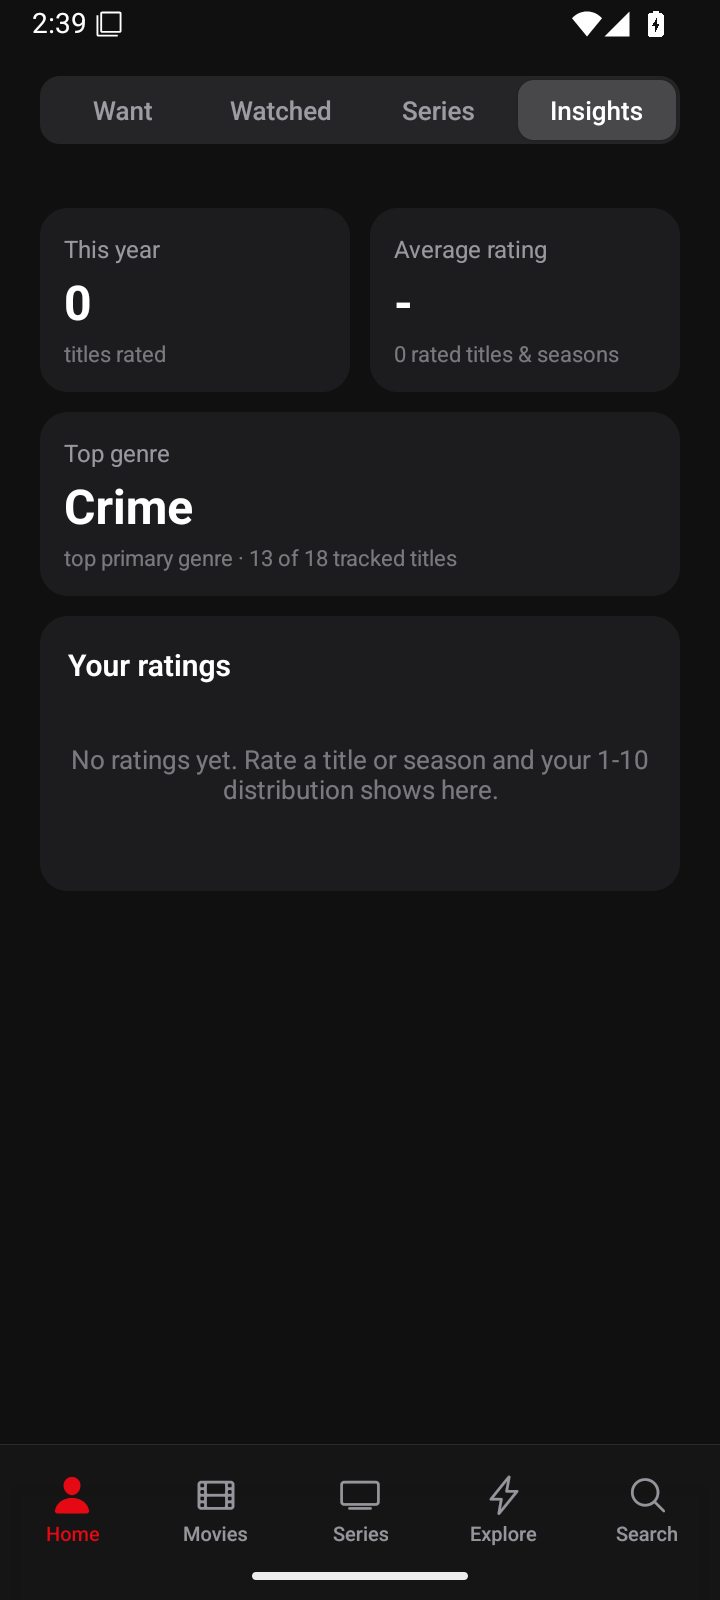 2:39
Want Watched Series Insights
This year
0
titles rated
Average rating
-
0 rated titles & seasons
Top genre
Crime
top primary genre · 13 of 18 tracked titles
Your ratings
No ratings yet. Rate a title or season and your 1-10
distribution shows here.
Home Movies Series Explore Search